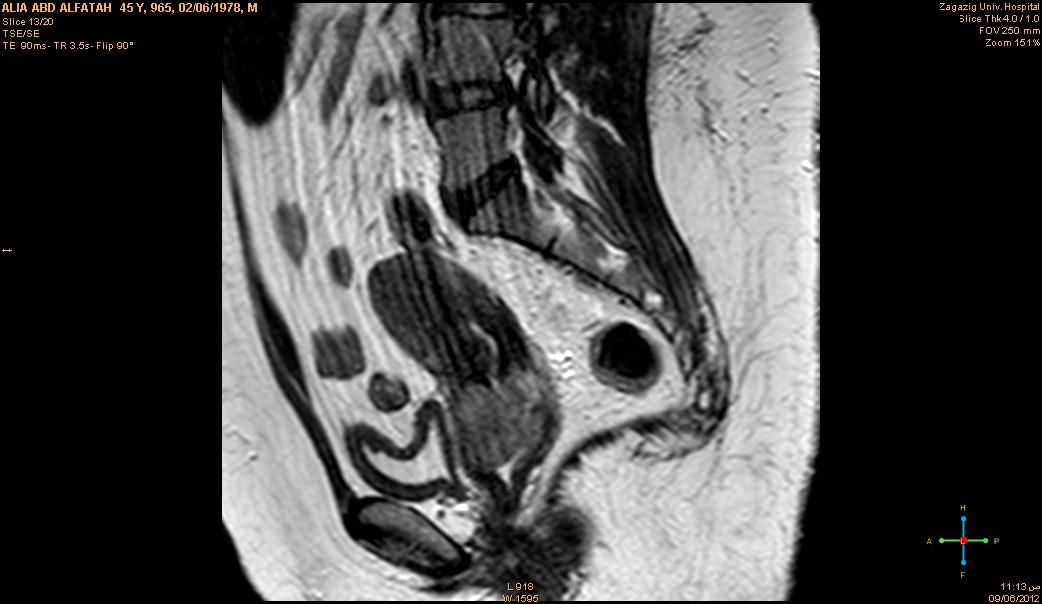 ALIA ABD ALFATAH 45 Y, 965, 02/06/1978, M
Slice 13/20
TSE/SE
TE 90ms- TR 3.5s- Flip 90°
Zagazig Univ. Hospital
Slice Thk4.0 / 1.0
FOV 250 mm
Zoom 151%
H
A
P
F
L 918
W 1595
11:13 ص
09/06/2012